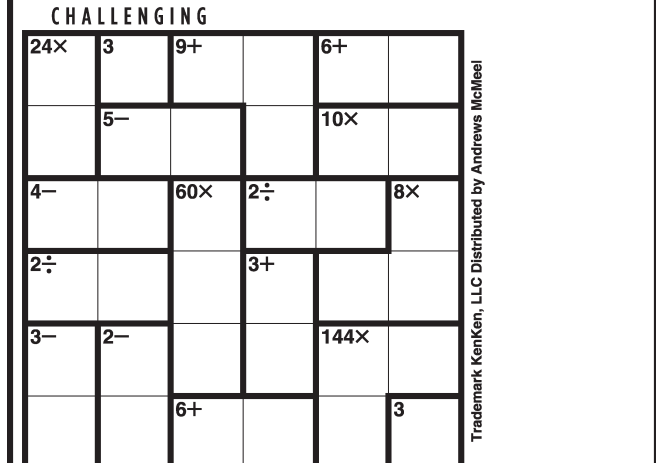 CHALLENGING
24× 3 9+ 6+
5− 10×
4− 60× 2÷ 8×
2÷ 3+
3− 2− 144×
6+ 3
Trademark KenKen, LLC Distributed by Andrews McMeel